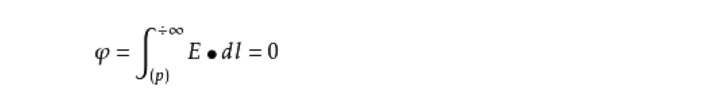 φ = ∫_{(p)}^{÷∞} E • dl = 0